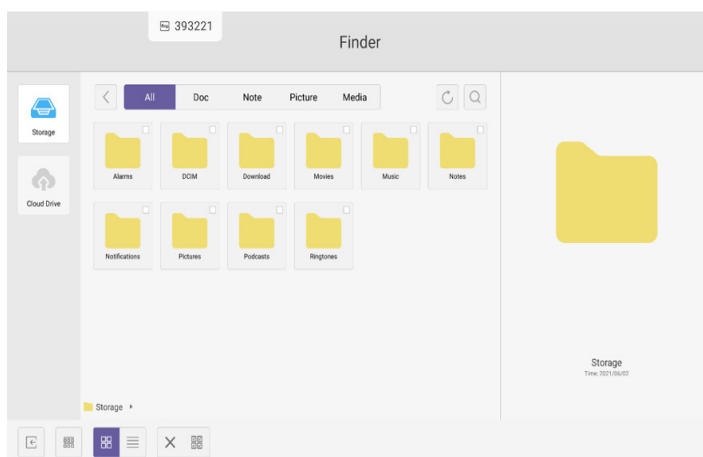 393221
Finder
All Doc Note Picture Media
Storage
Cloud Drive
Alarms DCIM Download Movies Music Notes
Notifications Pictures Podcasts Ringtones
Storage
Time: 2021/06/02
Storage